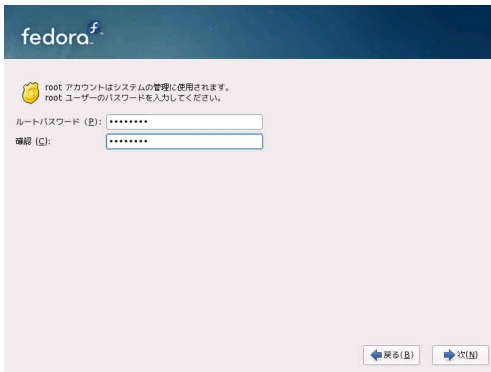 fedora
root アカウントはシステムの管理に使用されます。
root ユーザーのパスワードを入力してください。
ルートパスワード (P): ••••••••
確認 (C): ••••••••
戻る(B) 次(N)